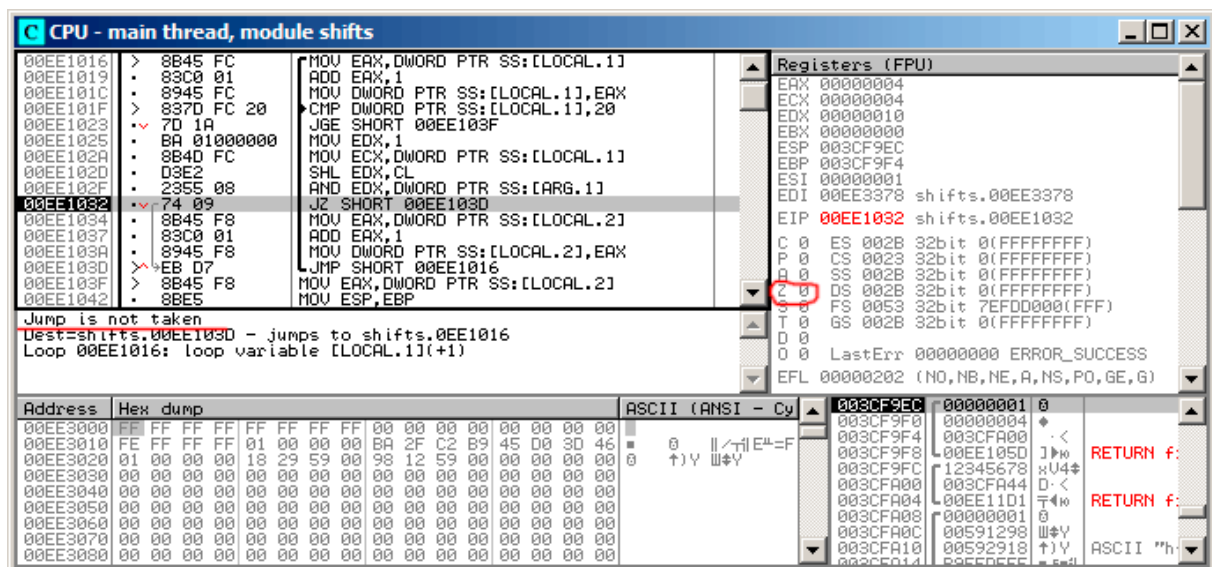 CPU - main thread, module shifts
00EE1016 > 8B45 FC MOV EAX,DWORD PTR SS:[LOCAL.1]
00EE1019 . 83C0 01 ADD EAX,1
00EE101C . 8945 FC MOV DWORD PTR SS:[LOCAL.1],EAX
00EE101F > 837D FC 20 CMP DWORD PTR SS:[LOCAL.1],20
00EE1023 . 7D 1A JGE SHORT 00EE103F
00EE1025 . BA 01000000 MOV EDX,1
00EE102A . 8B4D FC MOV ECX,DWORD PTR SS:[LOCAL.1]
00EE102D . D3E2 SHL EDX,CL
00EE102F . 2355 08 AND EDX,DWORD PTR SS:[ARG.1]
00EE1032 . 74 09 JZ SHORT 00EE103D
00EE1034 . 8B45 F8 MOV EAX,DWORD PTR SS:[LOCAL.2]
00EE1037 . 83C0 01 ADD EAX,1
00EE103A . 8945 F8 MOV DWORD PTR SS:[LOCAL.2],EAX
00EE103D > EB D7 JMP SHORT 00EE1016
00EE103F > 8B45 F8 MOV EAX,DWORD PTR SS:[LOCAL.2]
00EE1042 . 8BE5 MOV ESP,EBP
Jump is not taken
Dest=shifts.00EE103D - jumps to shifts.0EE1016
Loop 00EE1016: loop variable [LOCAL.1](+1)
Registers (FPU)
EAX 00000004
ECX 00000004
EDX 00000010
EBX 00000000
ESP 003CF9EC
EBP 003CF9F4
ESI 00000001
EDI 00EE3378 shifts.00EE3378
EIP 00EE1032 shifts.00EE1032
C 0 ES 002B 32bit 0(FFFFFFFF)
P 0 CS 0023 32bit 0(FFFFFFFF)
A 0 SS 002B 32bit 0(FFFFFFFF)
Z 0 DS 002B 32bit 0(FFFFFFFF)
S 0 FS 0053 32bit 7EFDD000(FFF)
T 0 GS 002B 32bit 0(FFFFFFFF)
D 0
O 0 LastErr 00000000 ERROR_SUCCESS
EFL 00000202 (NO,NB,NE,A,NS,PO,GE,G)
Address Hex dump ASCII (ANSI - Cy
00EE3000 FF FF FF FF FF FF FF FF 00 00 00 00 00 00 00 00
00EE3010 FE FF FF FF 01 00 00 00 BA 2F C2 B9 45 D0 3D 46
00EE3020 01 00 00 00 18 29 59 00 98 12 59 00 00 00 00 00
00EE3030 00 00 00 00 00 00 00 00 00 00 00 00 00 00 00 00
00EE3040 00 00 00 00 00 00 00 00 00 00 00 00 00 00 00 00
00EE3050 00 00 00 00 00 00 00 00 00 00 00 00 00 00 00 00
00EE3060 00 00 00 00 00 00 00 00 00 00 00 00 00 00 00 00
00EE3070 00 00 00 00 00 00 00 00 00 00 00 00 00 00 00 00
00EE3080 00 00 00 00 00 00 00 00 00 00 00 00 00 00 00 00
003CF9EC 00000001
003CF9F0 00000004
003CF9F4 003CFA00
003CF9F8 00EE105D RETURN f
003CF9FC 12345678 xV4
003CFA00 003CFA44
003CFA04 00EE11D1 RETURN f
003CFA08 00000001
003CFA0C 00591298
003CFA10 00592918 ASCII "h